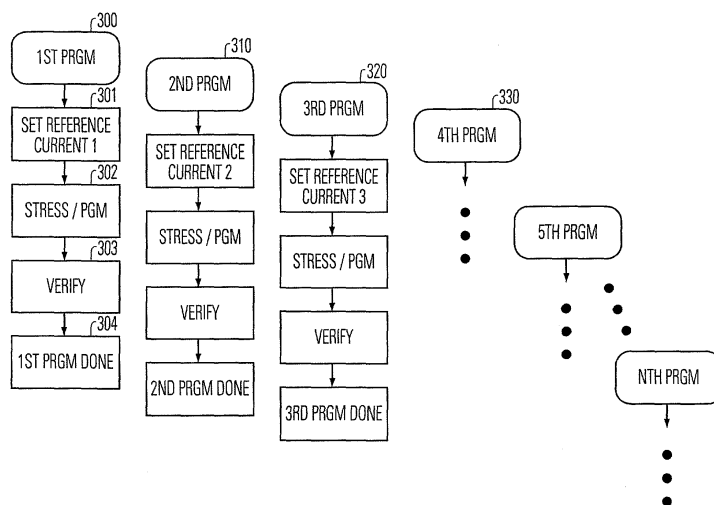 300
1ST PRGM
301
SET REFERENCE
CURRENT 1
302
STRESS / PGM
303
VERIFY
304
1ST PRGM DONE
310
2ND PRGM
SET REFERENCE
CURRENT 2
STRESS / PGM
VERIFY
2ND PRGM DONE
320
3RD PRGM
SET REFERENCE
CURRENT 3
STRESS / PGM
VERIFY
3RD PRGM DONE
330
4TH PRGM
5TH PRGM
NTH PRGM